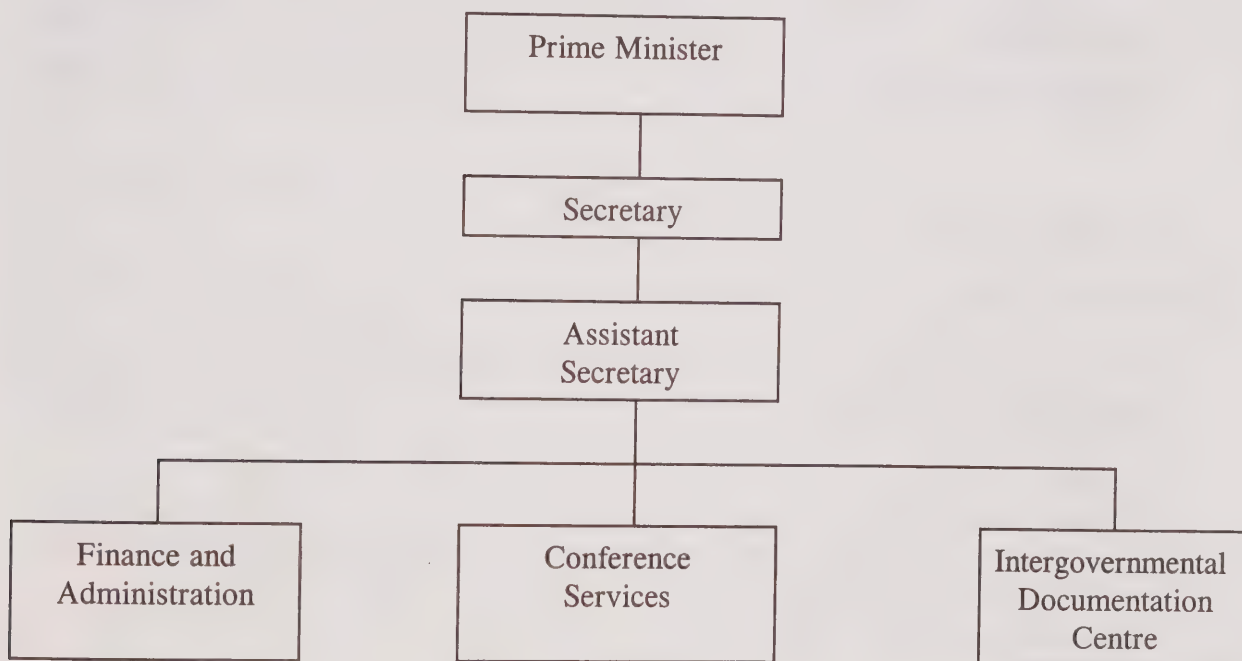 Prime Minister
Secretary
Assistant
Secretary
Finance and
Administration
Conference
Services
Intergovernmental
Documentation
Centre